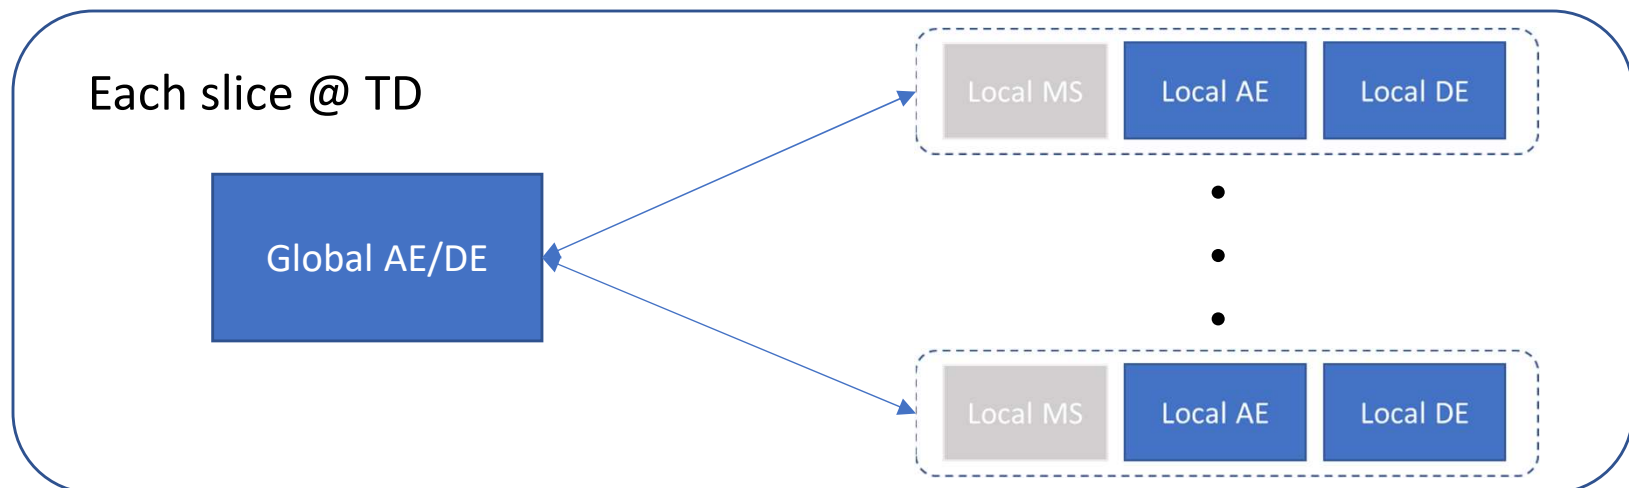 Each slice @ TD
Local MS
Local AE
Local DE
Global AE/DE
Local MS
Local AE
Local DE